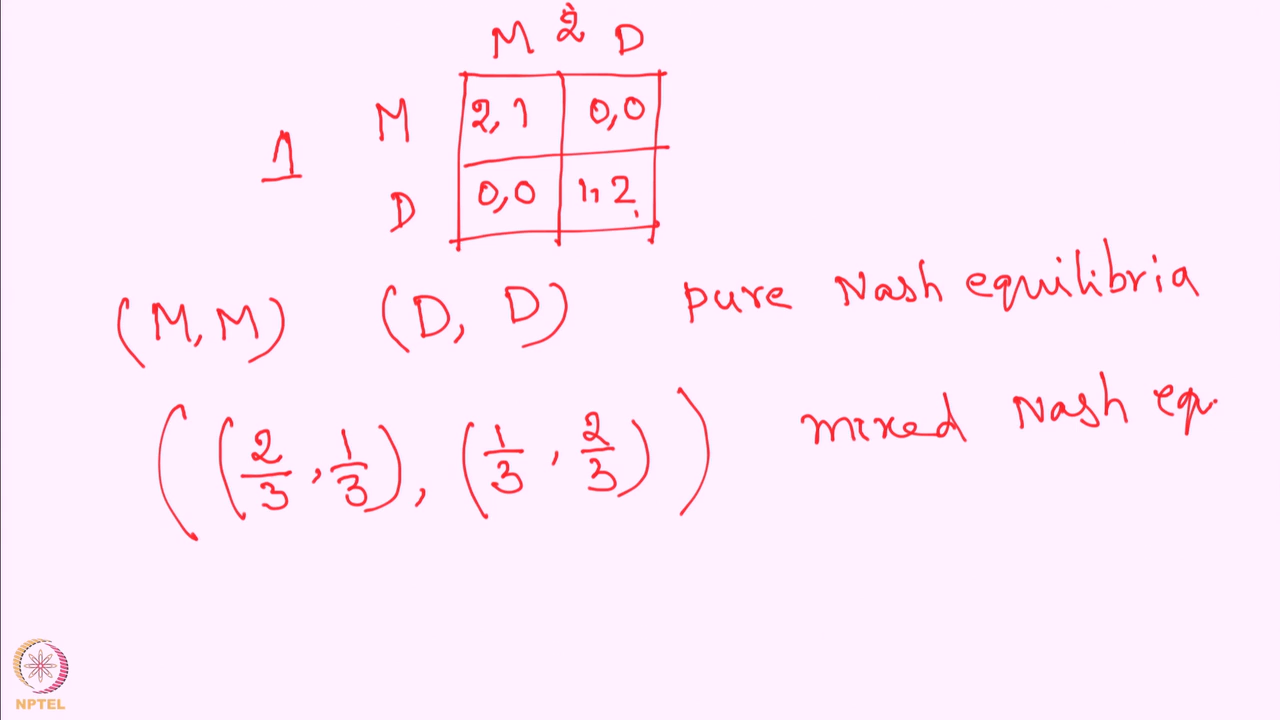 2
M D
1 M 2,1 0,0
D 0,0 1,2
(M, M) (D, D) pure Nash equilibria
((2/3, 1/3), (1/3, 2/3)) mixed Nash eq.
NPTEL